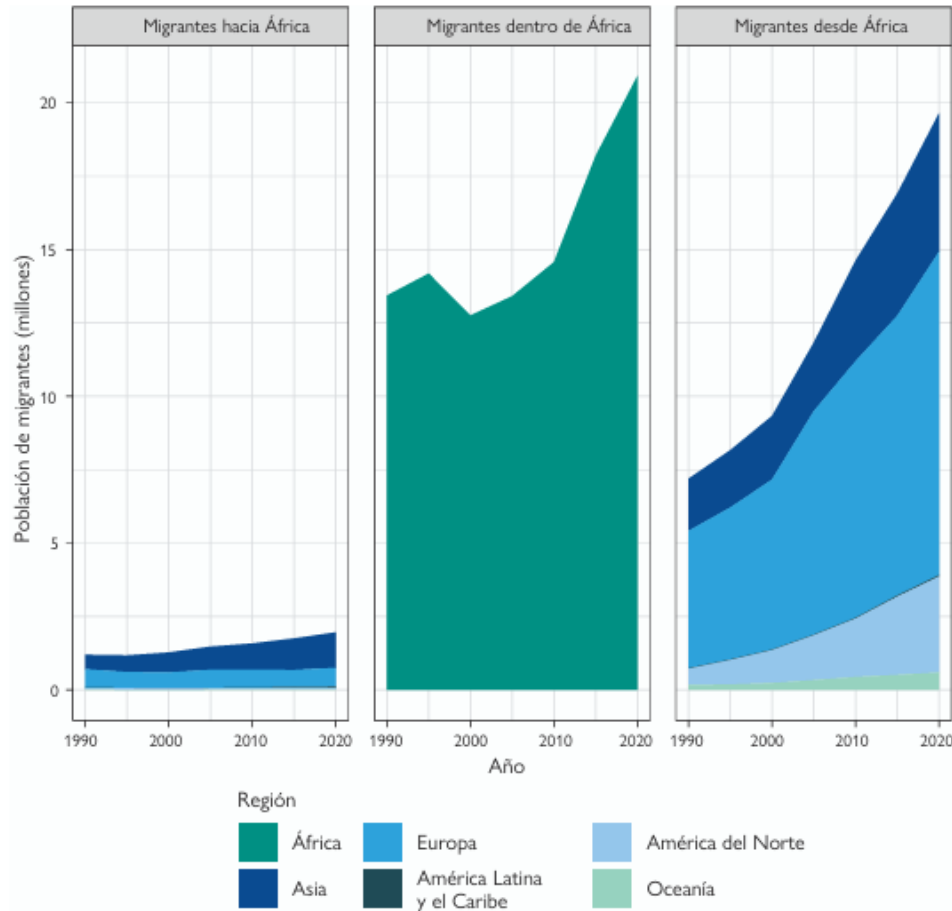 Migrantes hacia África
Migrantes dentro de África
Migrantes desde África
Población de migrantes (millones)
20
15
10
5
0
1990 2000 2010 2020
1990 2000 2010 2020
1990 2000 2010 2020
Año
Región
África
Europa
América del Norte
Asia
América Latina
y el Caribe
Oceanía